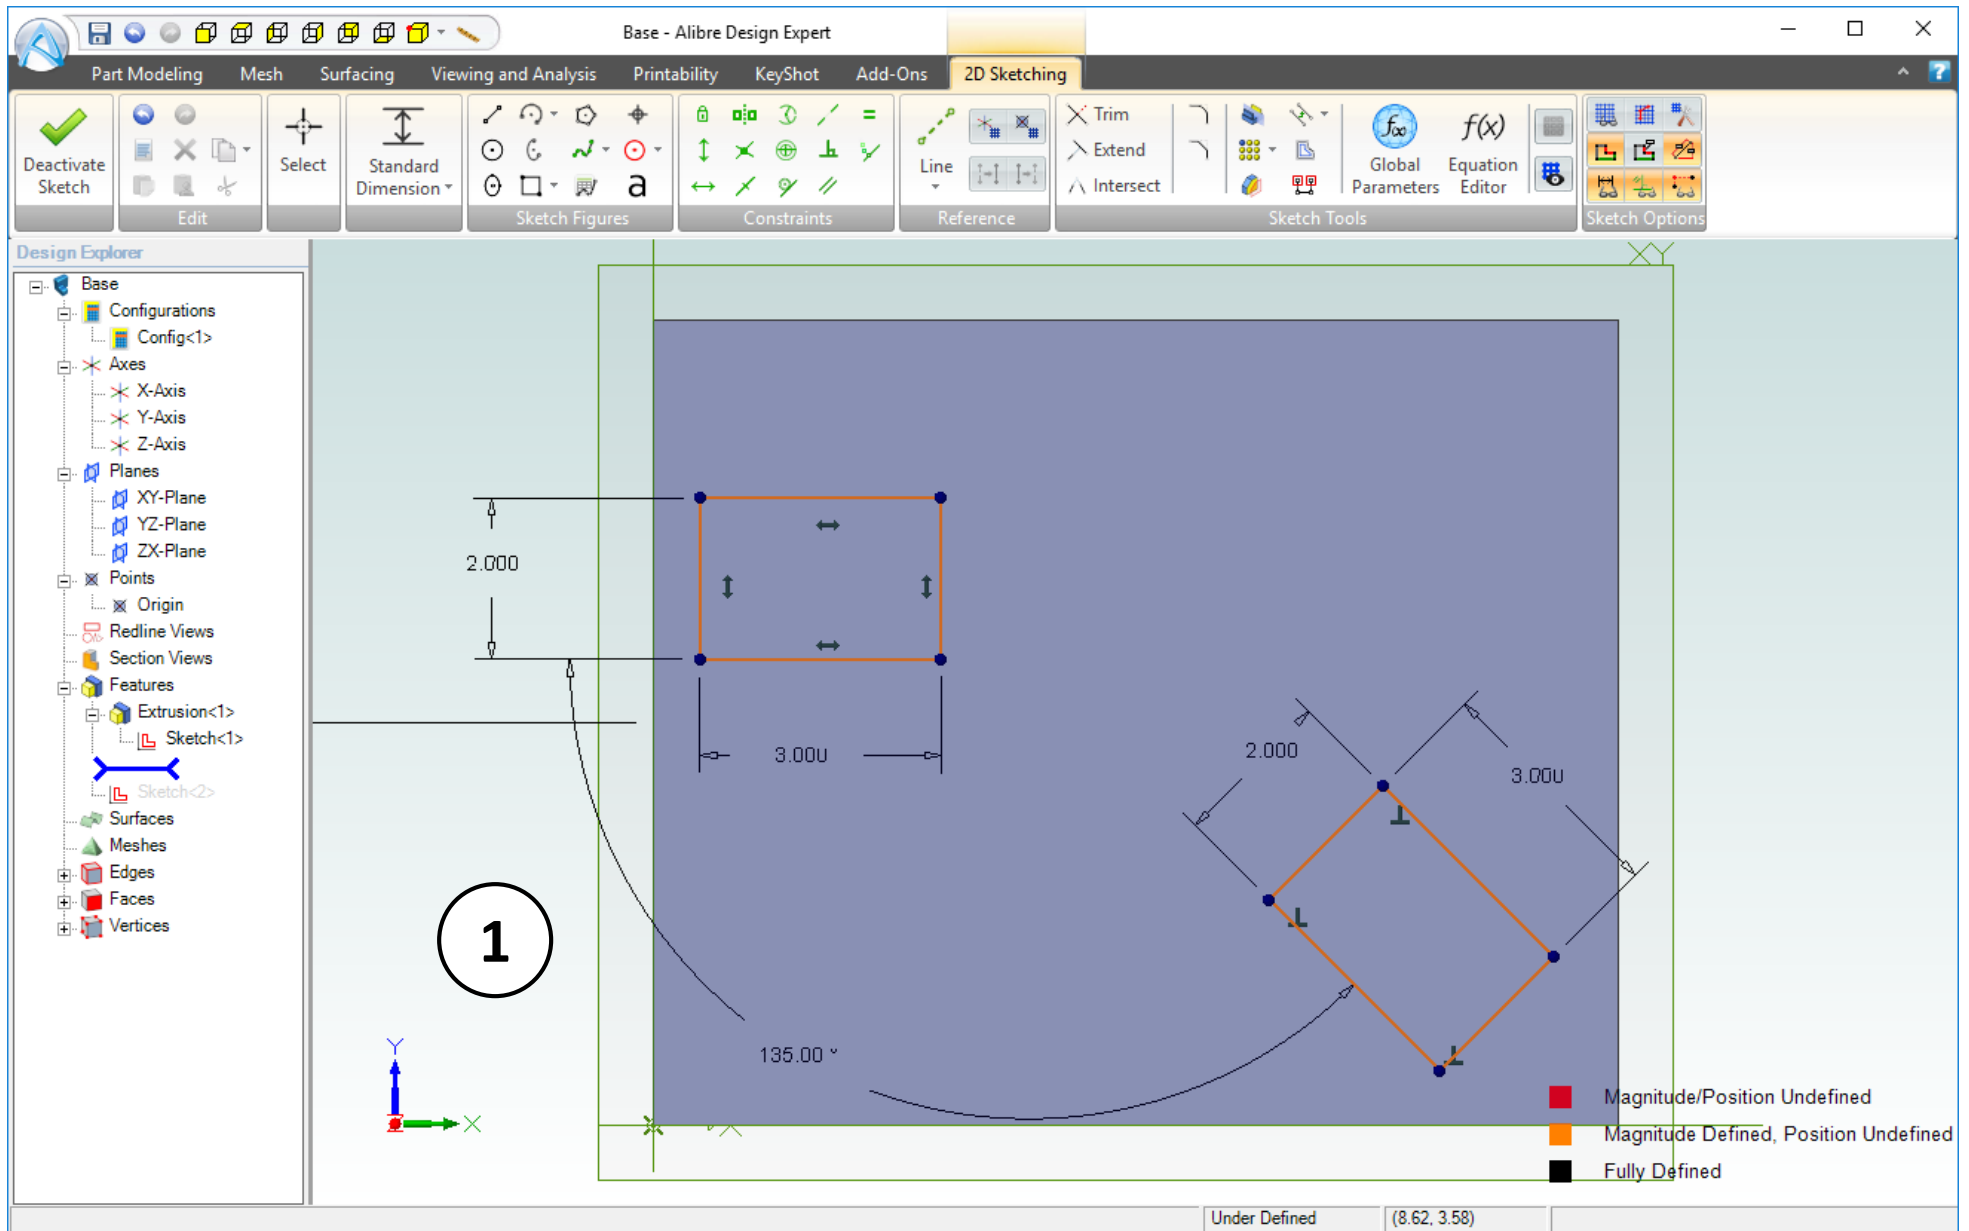 Base - Alibre Design Expert
Part Modeling Mesh Surfacing Viewing and Analysis Printability KeyShot Add-Ons 2D Sketching
Deactivate
Sketch
Edit
Select
Standard
Dimension
a
Sketch Figures
Constraints
Line
Reference
Trim
Extend
Intersect
Global
Parameters
f(x)
Equation
Editor
Sketch Tools
Sketch Options
Design Explorer
Base
Configurations
Config<1>
Axes
X-Axis
Y-Axis
Z-Axis
Planes
XY-Plane
YZ-Plane
ZX-Plane
Points
Origin
Redline Views
Section Views
Features
Extrusion<1>
Sketch<1>
Sketch<2>
Surfaces
Meshes
Edges
Faces
Vertices
XY
2.000
3.000
2.000
3.000
1
135.00 °
Y
X
X
Magnitude/Position Undefined
Magnitude Defined, Position Undefined
Fully Defined
Under Defined (8.62, 3.58)